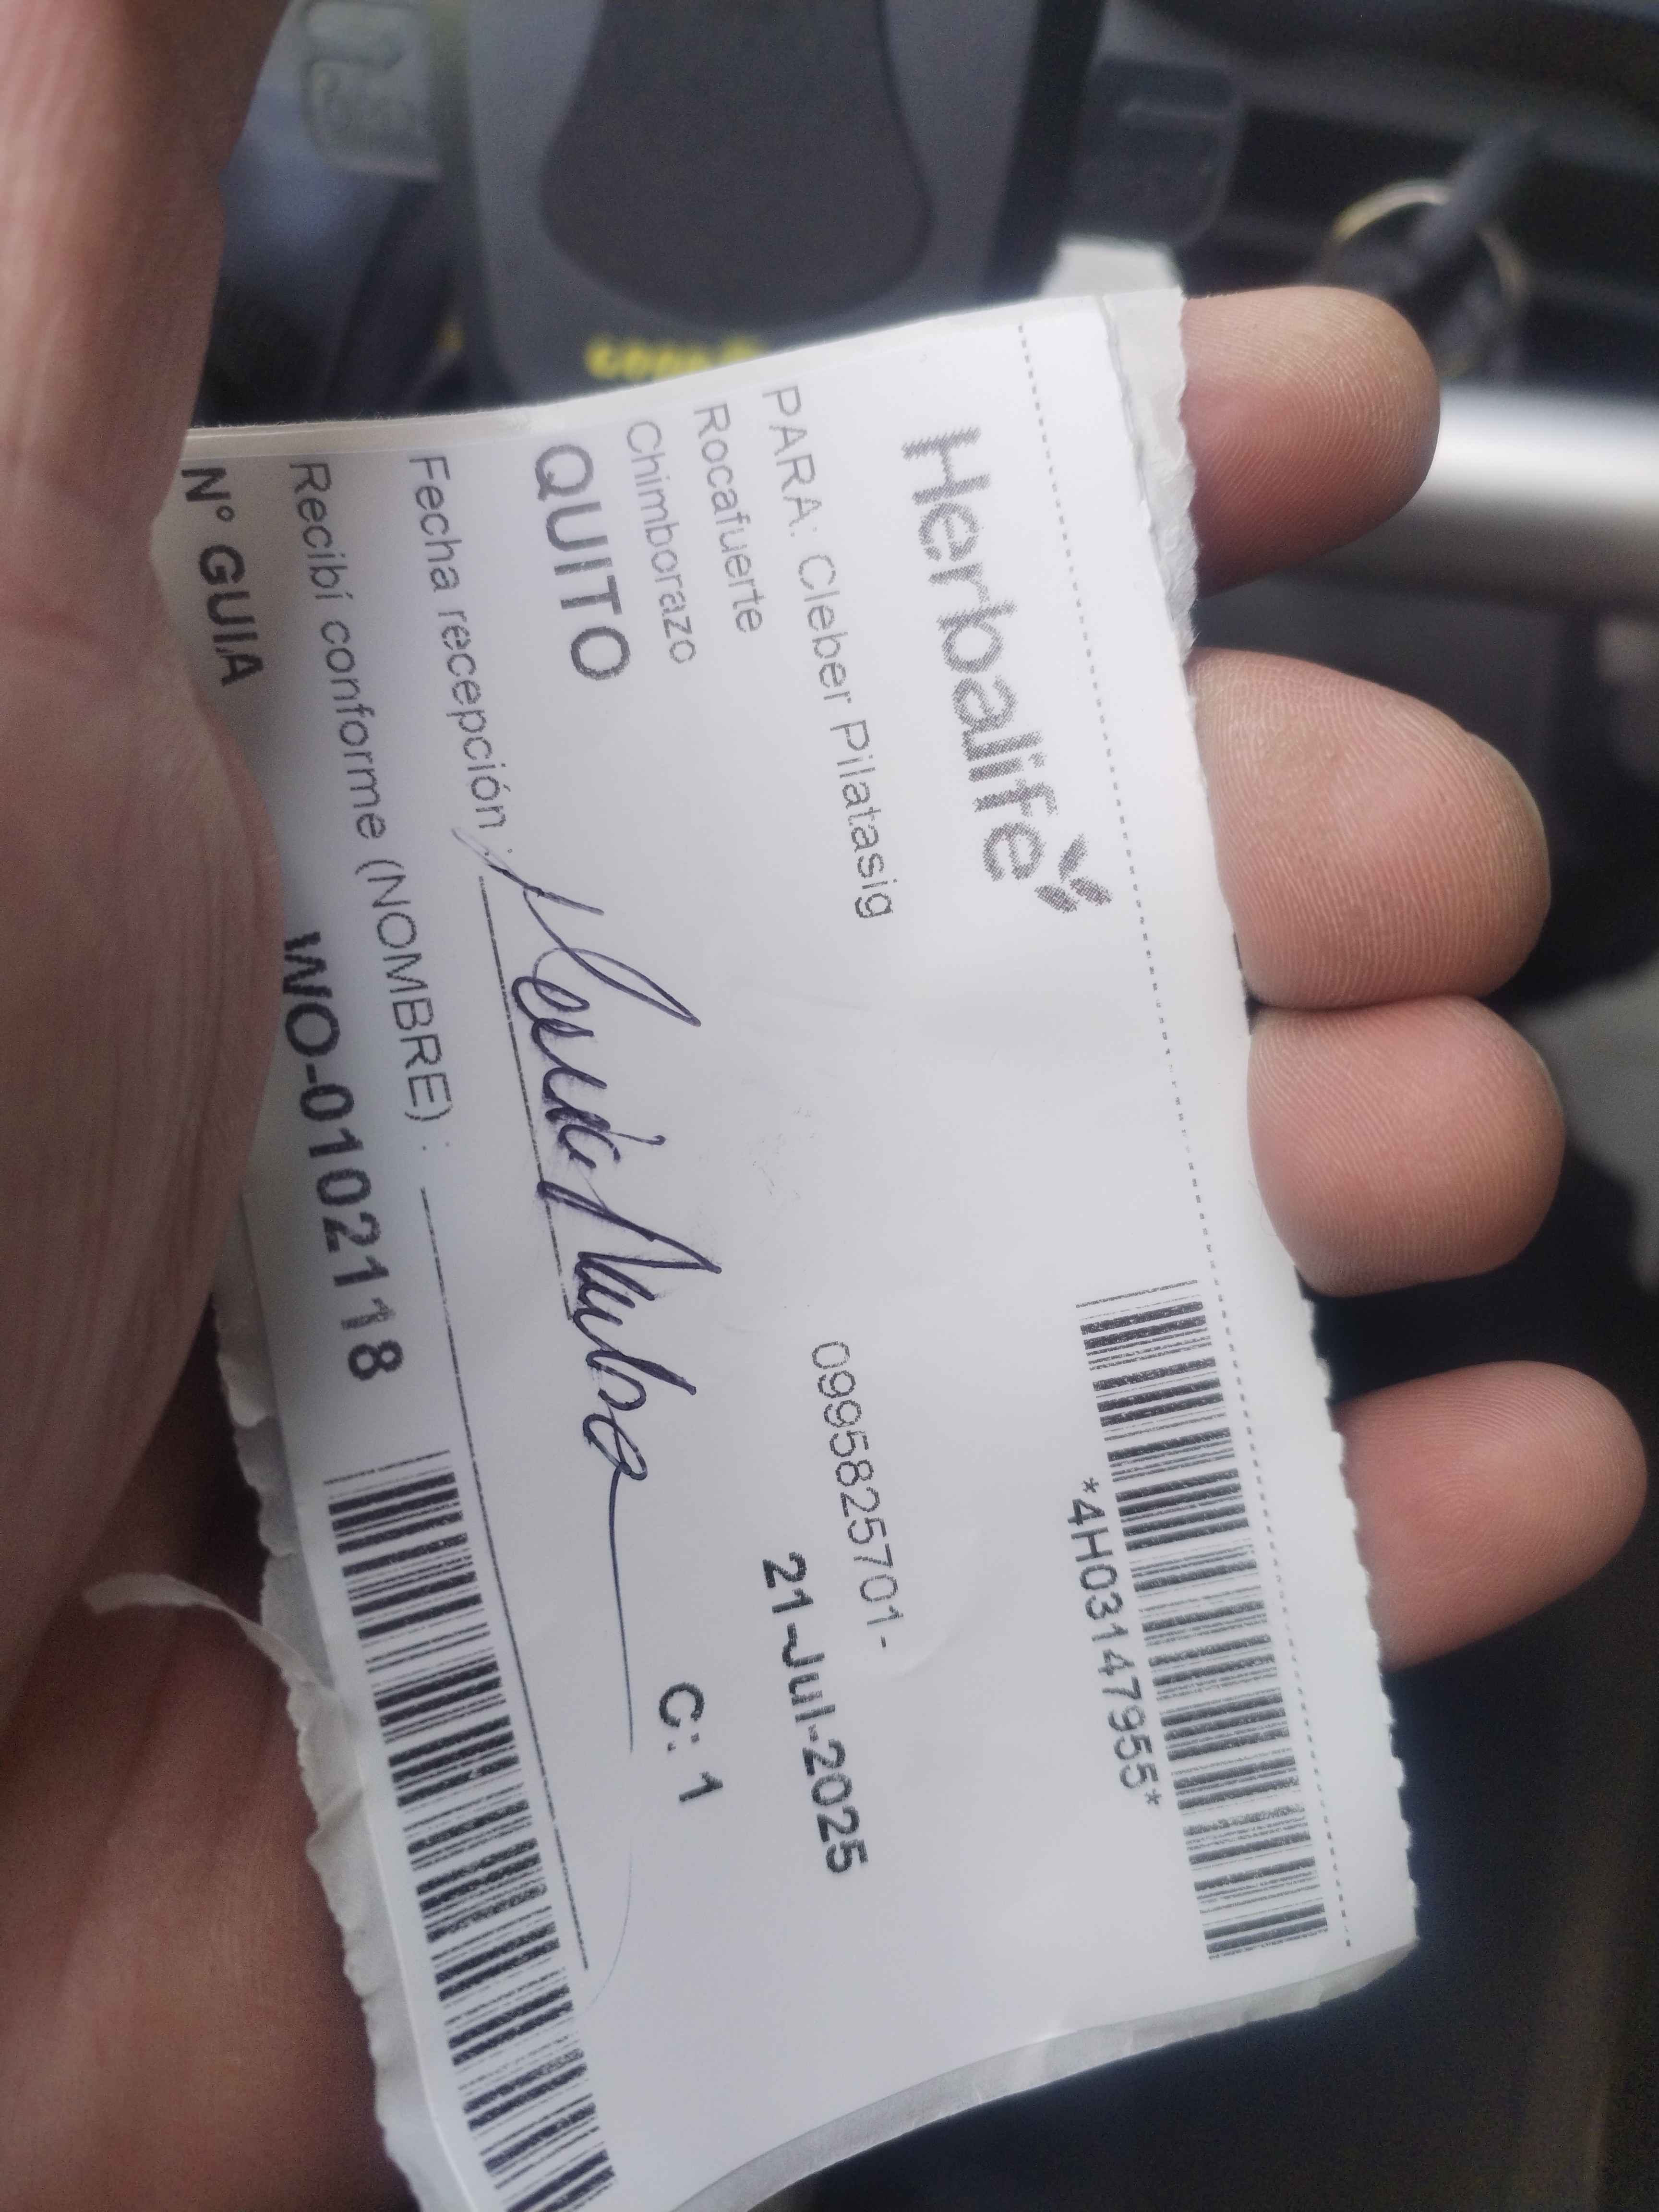 Herbalife
*4H03147955*
PARA: Cleber Pilatasig 0995825701-
Rocafuerte 21-Jul-2025
Chimborazo
QUITO C: 1
Fecha recepción :
Recibí conforme (NOMBRE) :
N° GUIA WO-0102118